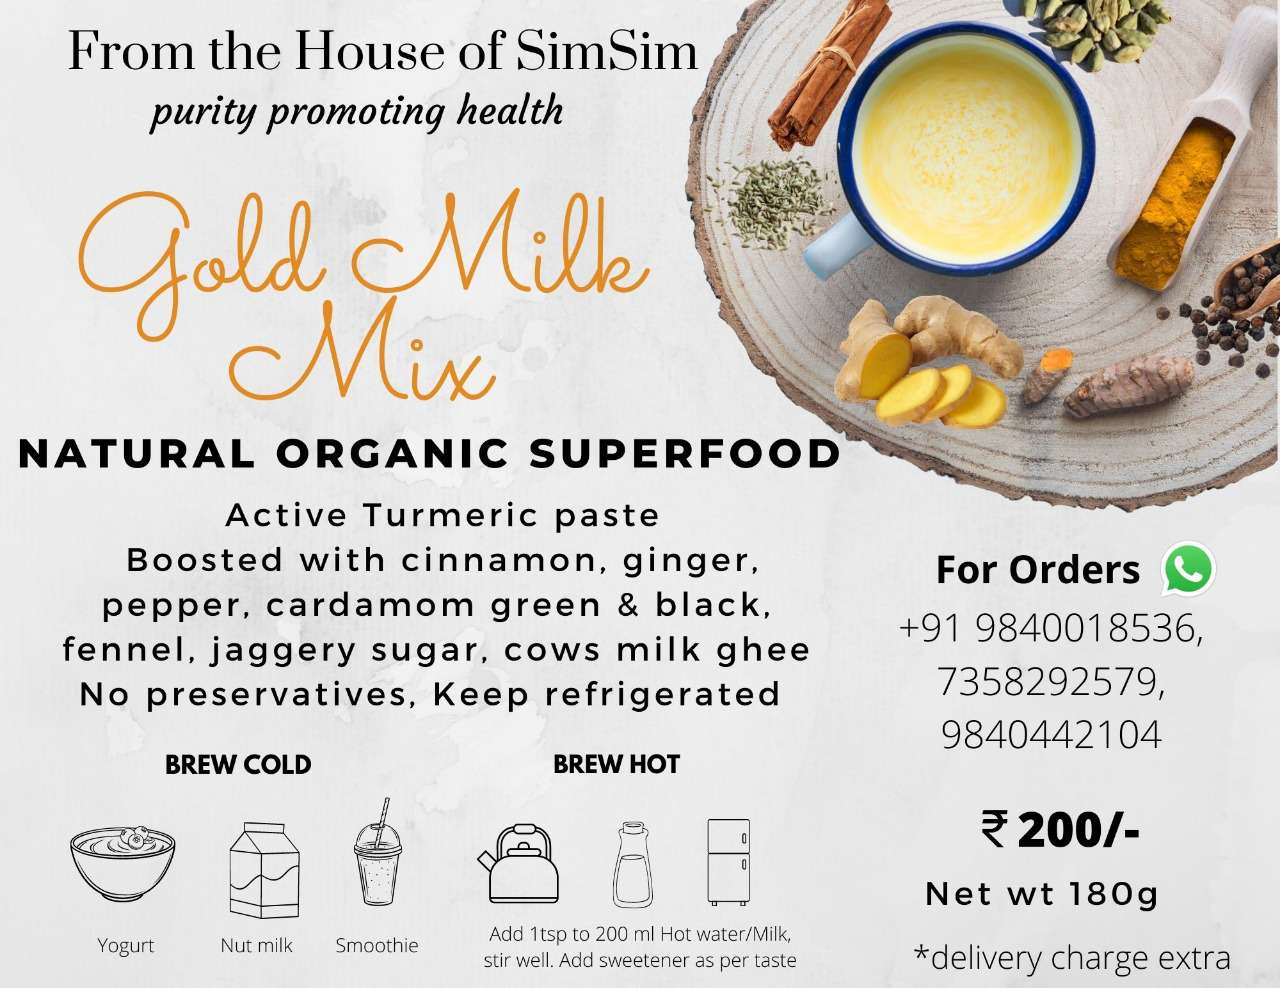 From the House of SimSim
purity promoting health
Gold Milk
Mix
NATURAL ORGANIC SUPERFOOD
Active Turmeric paste
Boosted with cinnamon, ginger,
pepper, cardamom green & black,
fennel, jaggery sugar, cows milk ghee
No preservatives, Keep refrigerated
For Orders
+91 9840018536,
7358292579,
9840442104
BREW COLD
BREW HOT
Yogurt
Nut milk
Smoothie
Add 1tsp to 200 ml Hot water/Milk,
stir well. Add sweetener as per taste
₹ 200/-
Net wt 180g
*delivery charge extra